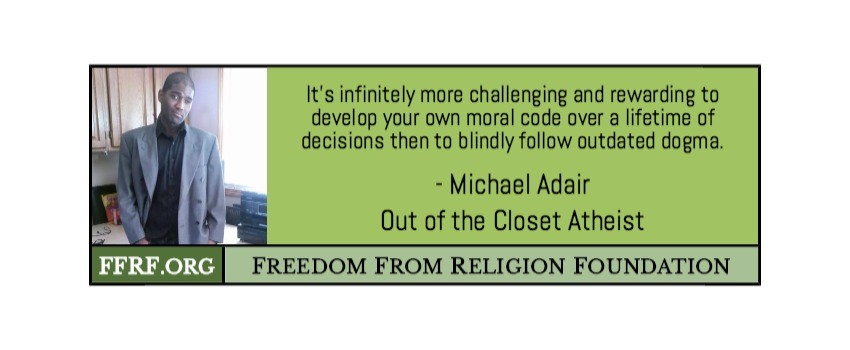 It's infinitely more challenging and rewarding to
develop your own moral code over a lifetime of
decisions then to blindly follow outdated dogma.
- Michael Adair
Out of the Closet Atheist
FFRF.ORG
FREEDOM FROM RELIGION FOUNDATION